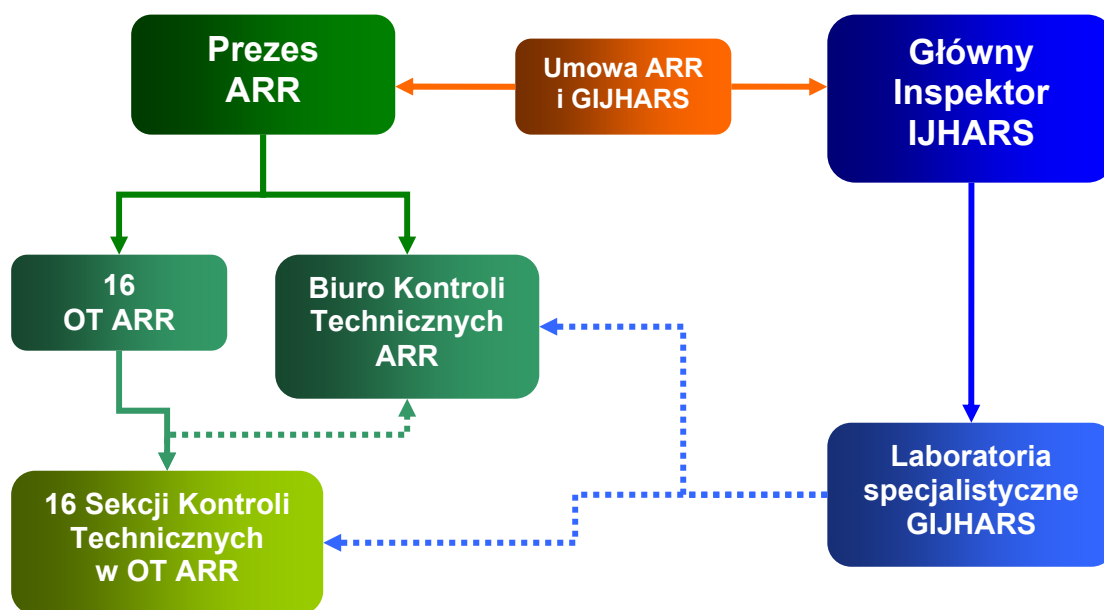 Prezes
ARR
Umowa ARR
i GIJHARS
Główny
Inspektor
IJHARS
16
OT ARR
Biuro Kontroli
Technicznych
ARR
16 Sekcji Kontroli
Technicznych
w OT ARR
Laboratoria
specjalistyczne
GIJHARS